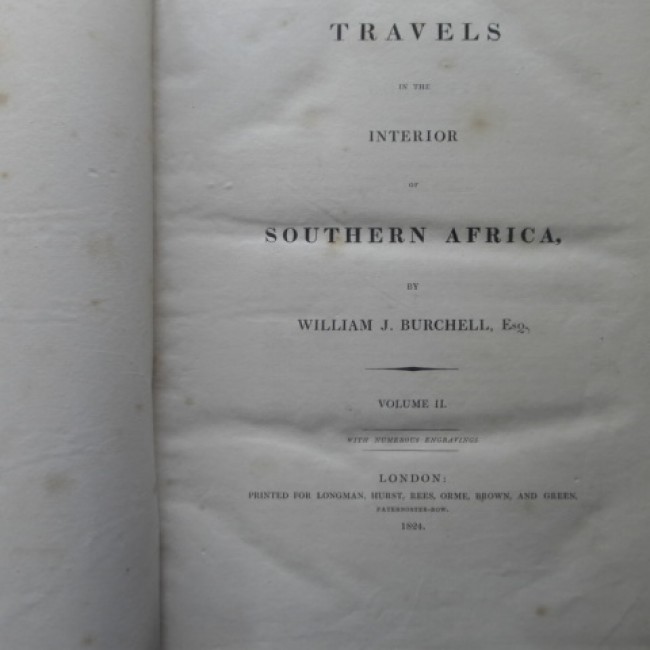 TRAVELS
IN THE
INTERIOR
OF
SOUTHERN AFRICA,
BY
WILLIAM J. BURCHELL, Esq.,
VOLUME II.
WITH NUMEROUS ENGRAVINGS.
LONDON:
PRINTED FOR LONGMAN, HURST, REES, ORME, BROWN, AND GREEN,
PATERNOSTER-ROW.
1824.